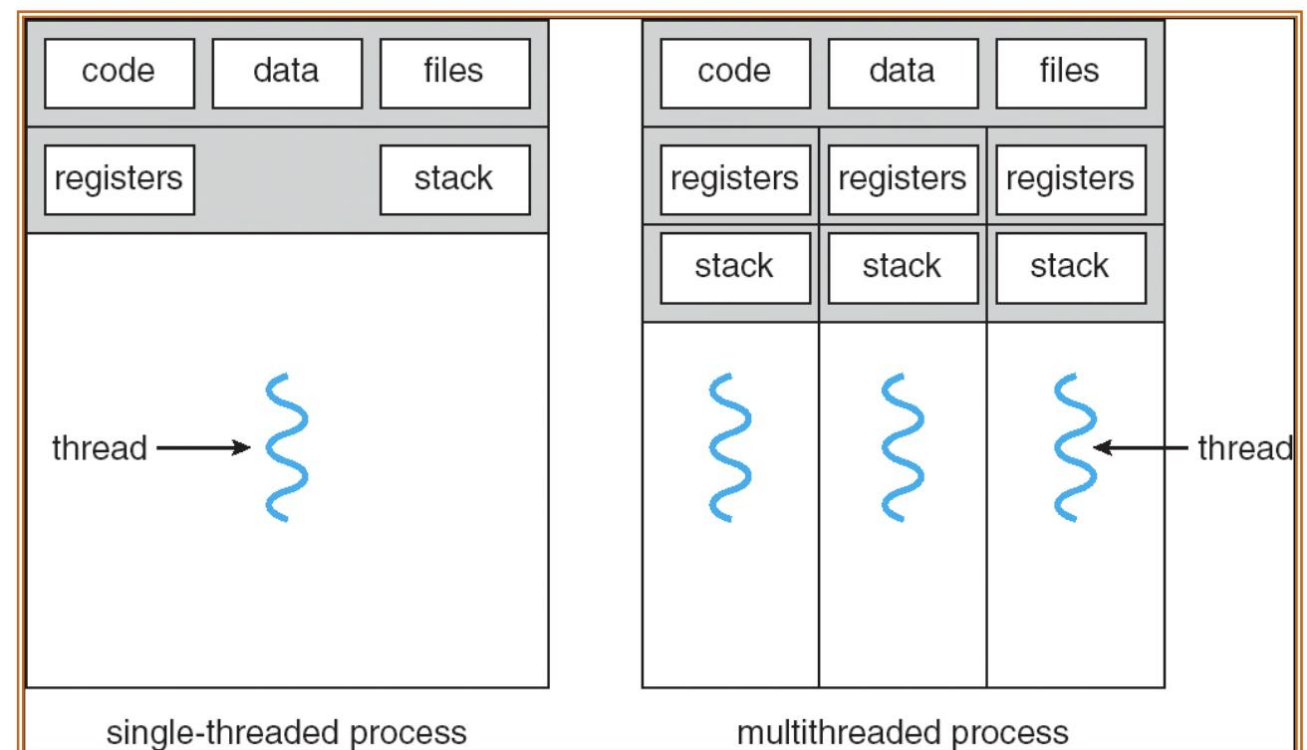 code data files
registers stack
thread
single-threaded process
code data files
registers registers registers
stack stack stack
thread
multithreaded process